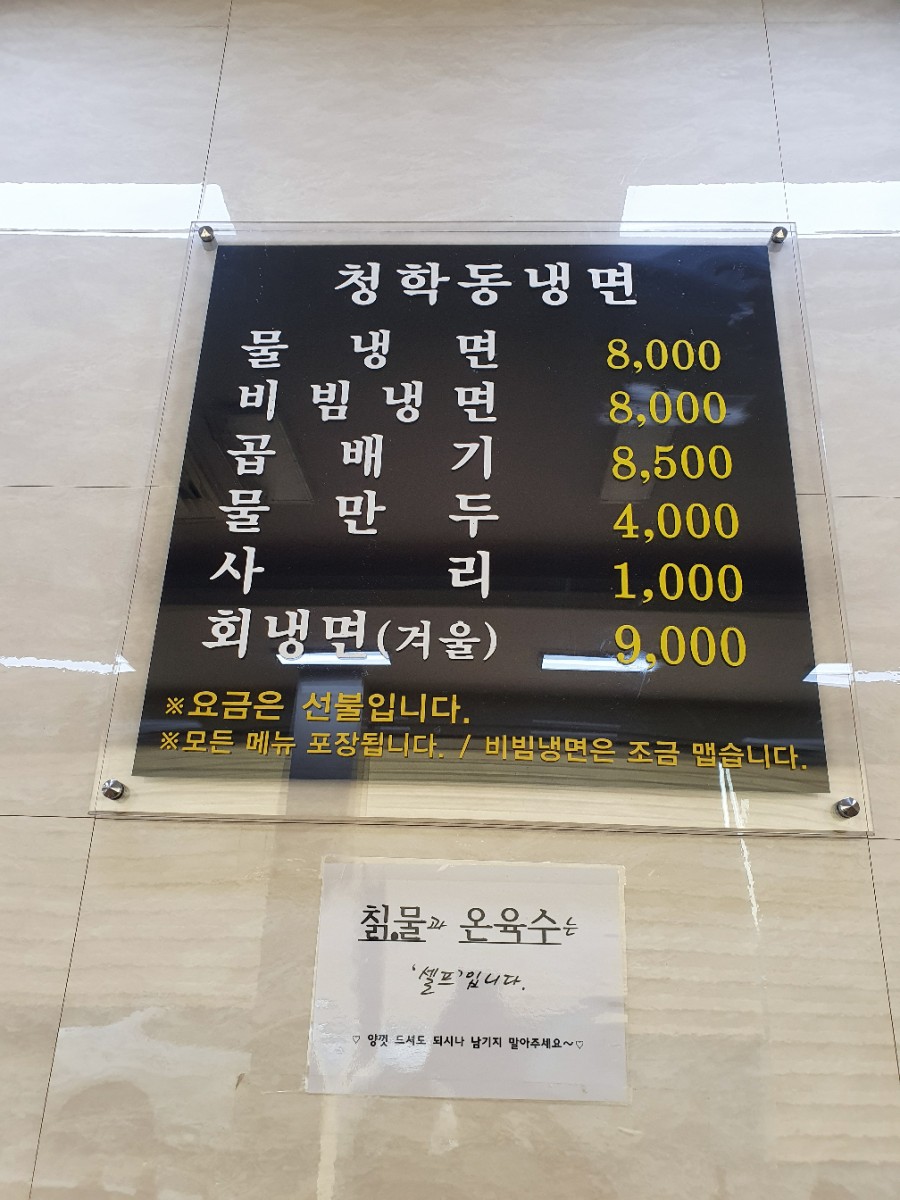 청학동냉면
물 냉 면 8,000
비 빔 냉 면 8,000
곱 배 기 8,500
물 만 두 4,000
사 리 1,000
회냉면(겨울) 9,000
※요금은 선불입니다.
※모든 메뉴 포장됩니다. / 비빔냉면은 조금 맵습니다.
칡물과 온육수는
'셀프'입니다.
♡ 양껏 드셔도 되시나 남기지 말아주세요~♡